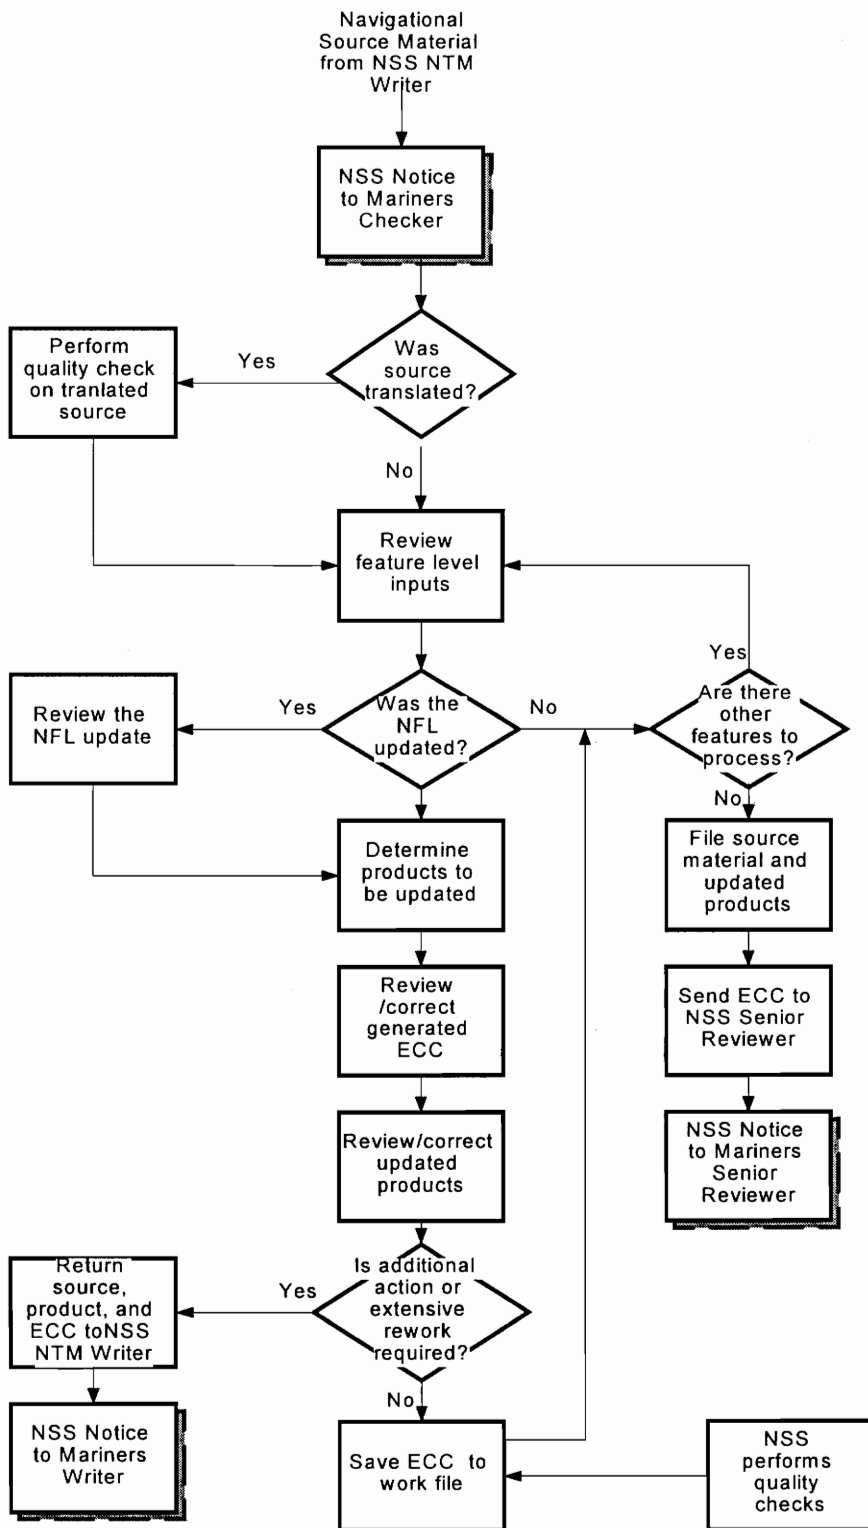 Navigational
Source Material
from NSS NTM
Writer
NSS Notice
to Mariners
Checker
Perform
quality check
on tranlated
source
Yes
Was
source
translated?
No
Review
feature level
inputs
Review the
NFL update
Yes
Was the
NFL
updated?
No
Yes
Are there
other
features to
process?
No
Determine
products to
be updated
File source
material and
updated
products
Review
/correct
generated
ECC
Send ECC to
NSS Senior
Reviewer
Review/correct
updated
products
NSS Notice
to Mariners
Senior
Reviewer
Return
source,
product, and
ECC toNSS
NTM Writer
Yes
Is additional
action or
extensive
rework
required?
No
NSS Notice
to Mariners
Writer
Save ECC to
work file
NSS
performs
quality
checks